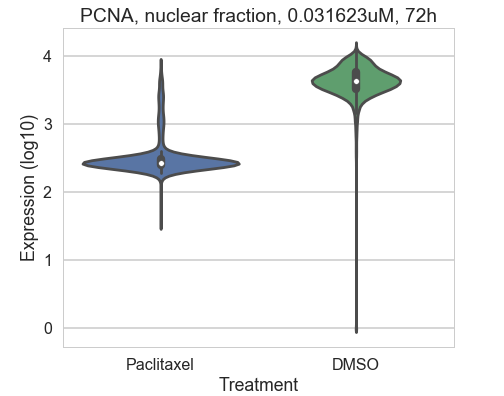 PCNA, nuclear fraction, 0.031623uM, 72h
4
3
2
1
0
Expression (log10)
Paclitaxel DMSO
Treatment